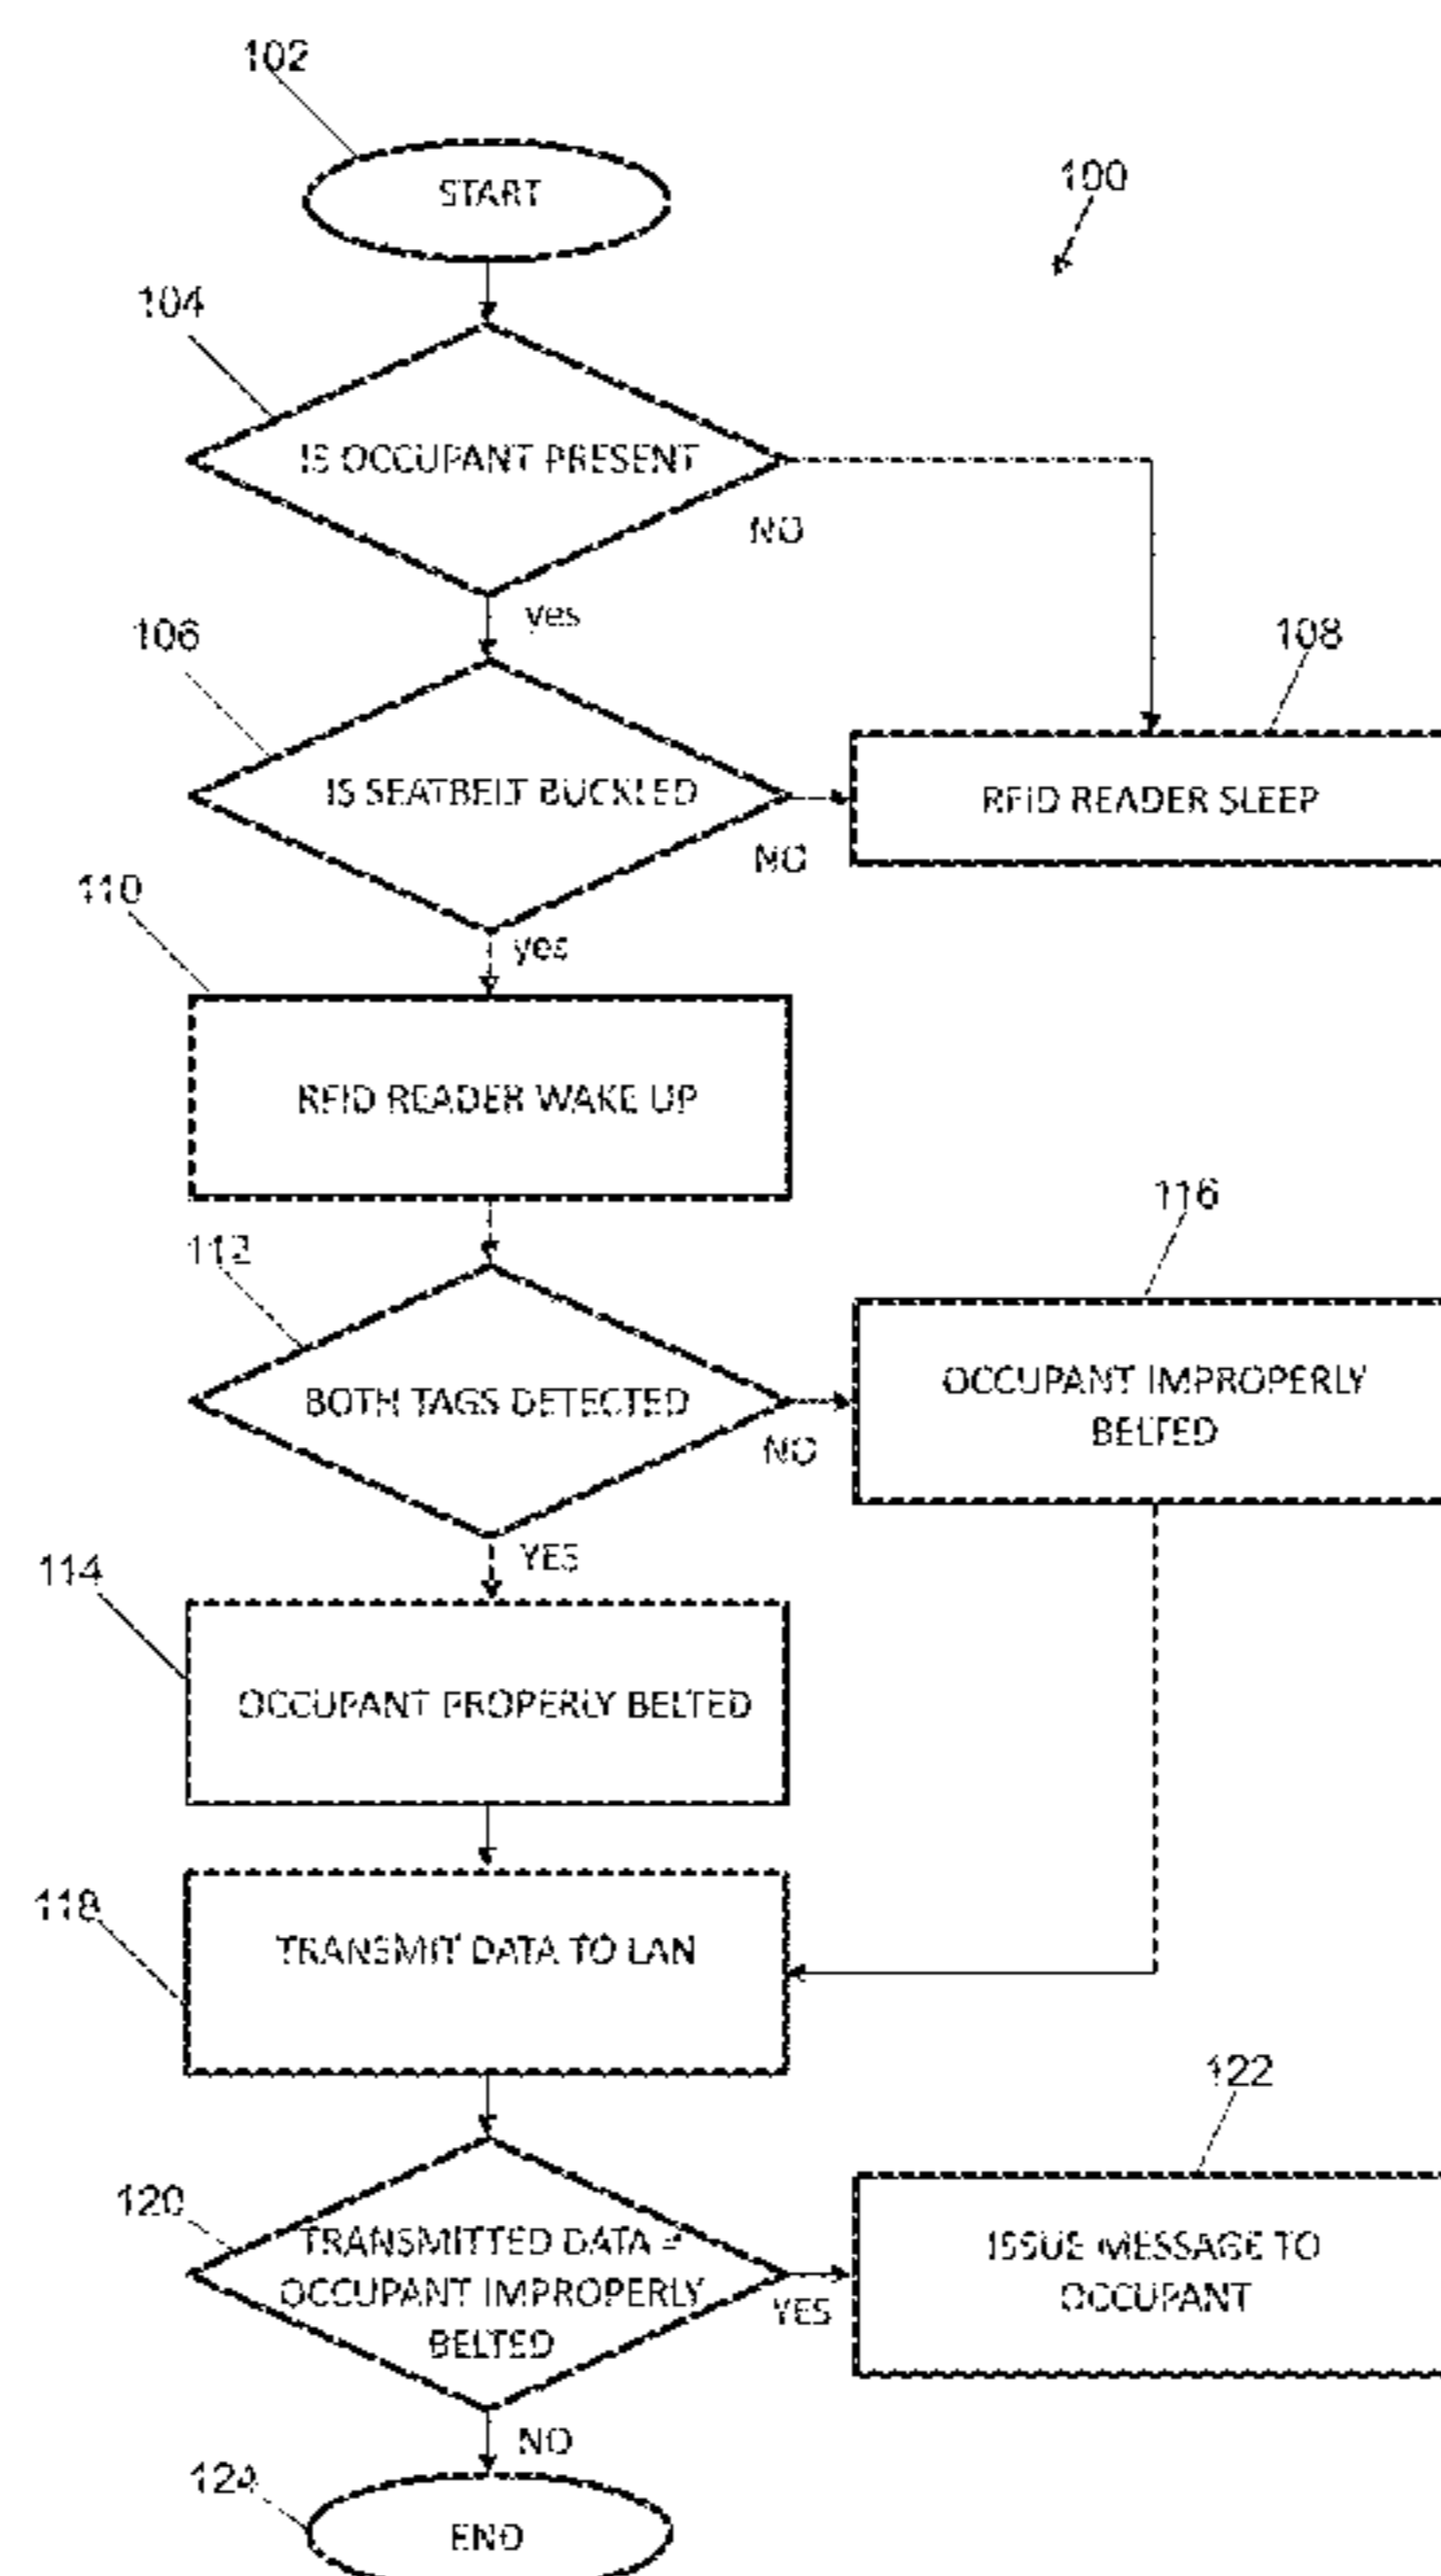 102
START
100
104
IS OCCUPANT PRESENT
NO
yes
106
108
IS SEATBELT BUCKLED
RFID READER SLEEP
NO
110
yes
RFID READER WAKE UP
116
112
OCCUPANT IMPROPERLY
BELTED
BOTH TAGS DETECTED
NO
YES
114
OCCUPANT PROPERLY BELTED
118
TRANSMIT DATA TO LAN
122
120
TRANSMITTED DATA =
OCCUPANT IMPROPERLY
BELTED
YES
ISSUE MESSAGE TO
OCCUPANT
NO
124
END